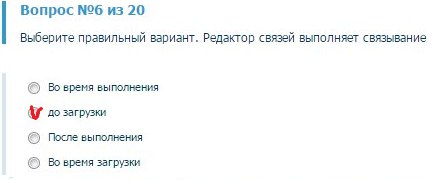 Вопрос №6 из 20
Выберите правильный вариант. Редактор связей выполняет связывание
Во время выполнения
до загрузки
После выполнения
Во время загрузки